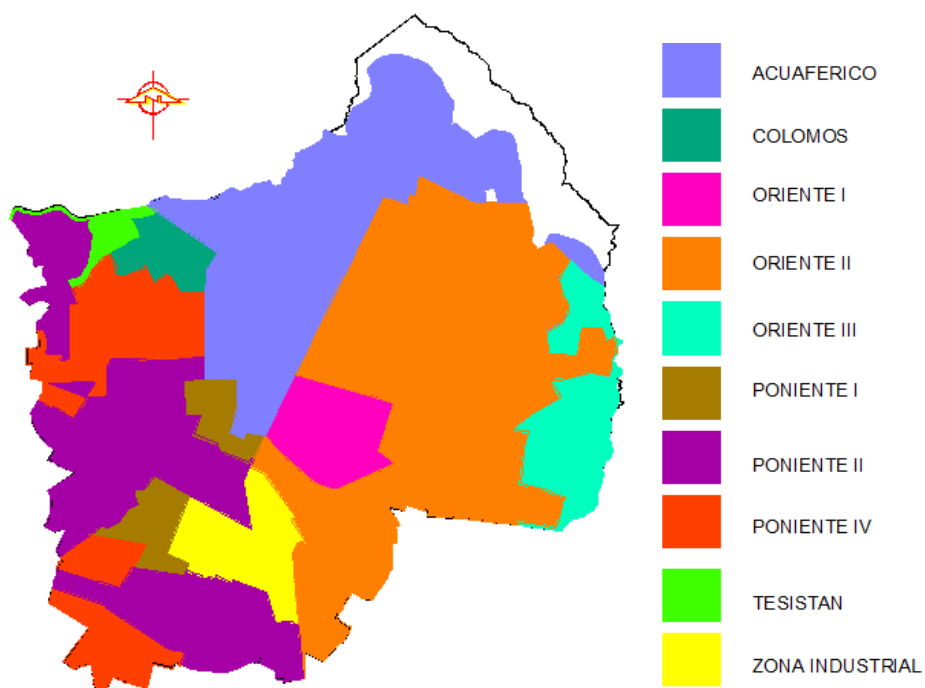 ACUAFERICO
COLOMOS
ORIENTE I
ORIENTE II
ORIENTE III
PONIENTE I
PONIENTE II
PONIENTE IV
TESISTAN
ZONA INDUSTRIAL